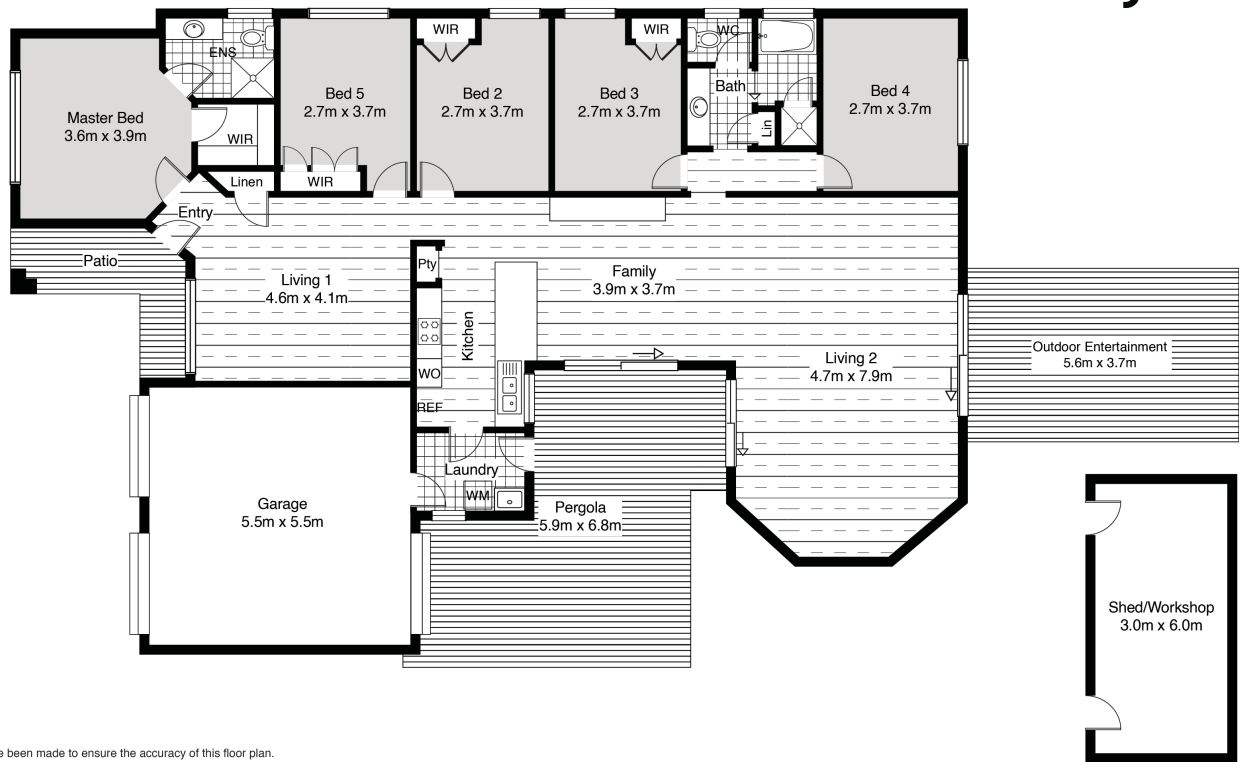 ENS
WIR
WIR
WC
Bed 5
2.7m x 3.7m
Bed 2
2.7m x 3.7m
Bed 3
2.7m x 3.7m
Bath
Bed 4
2.7m x 3.7m
Master Bed
3.6m x 3.9m
WIR
Lin
Linen
WIR
Entry
Patio
Living 1
4.6m x 4.1m
Pty
Family
3.9m x 3.7m
Kitchen
WO
REF
Living 2
4.7m x 7.9m
Outdoor Entertainment
5.6m x 3.7m
Laundry
WM
Garage
5.5m x 5.5m
Pergola
5.9m x 6.8m
Shed/Workshop
3.0m x 6.0m
been made to ensure the accuracy of this floor plan.